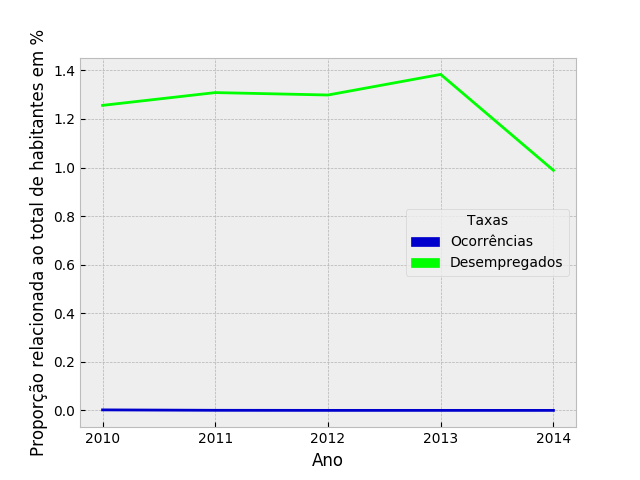 Proporção relacionada ao total de habitantes em %
1.4
1.2
1.0
0.8
0.6
0.4
0.2
0.0
Taxas
Ocorrências
Desempregados
2010 2011 2012 2013 2014
Ano